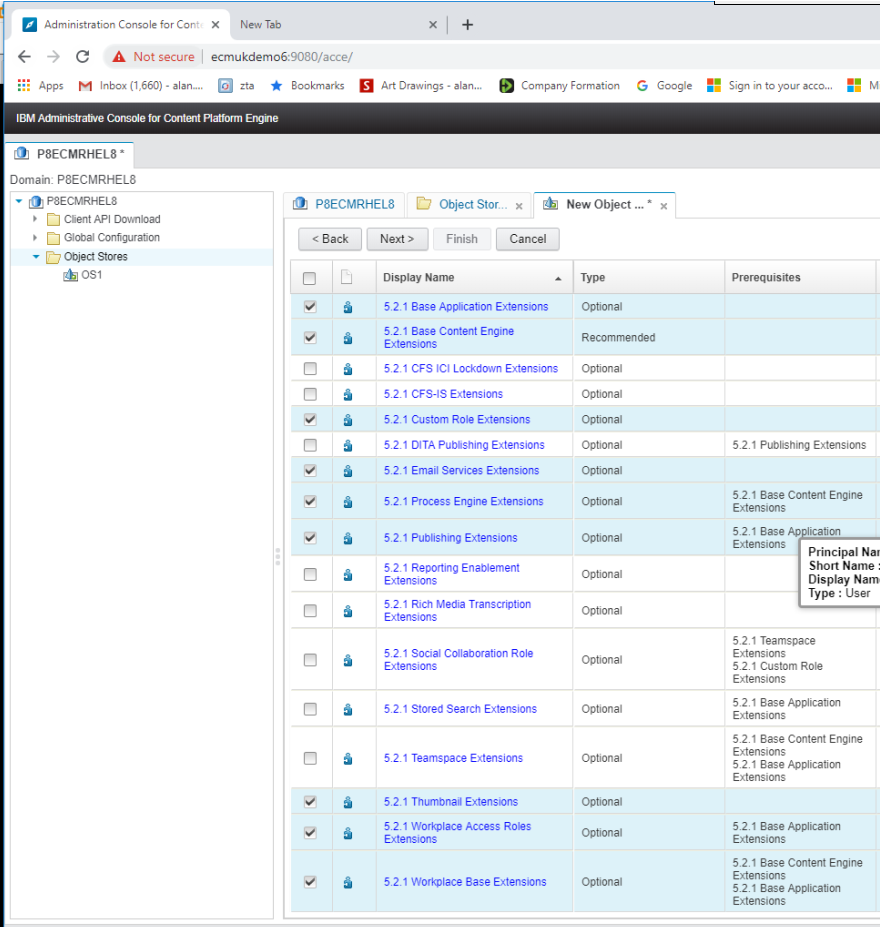 Administration Console for Conte
New Tab
Not secure | ecmukdemo6:9080/acce/
Apps
Inbox (1,660) - alan....
zta
Bookmarks
Art Drawings - alan...
Company Formation
Google
Sign in to your acco...
IBM Administrative Console for Content Platform Engine
P8ECMRHEL8 *
Domain: P8ECMRHEL8
P8ECMRHEL8
Client API Download
Global Configuration
Object Stores
OS1
P8ECMRHEL8
Object Stor...
New Object ... *
< Back
Next >
Finish
Cancel
Display Name
Type
Prerequisites
5.2.1 Base Application Extensions
Optional
5.2.1 Base Content Engine
Extensions
Recommended
5.2.1 CFS ICI Lockdown Extensions
Optional
5.2.1 CFS-IS Extensions
Optional
5.2.1 Custom Role Extensions
Optional
5.2.1 DITA Publishing Extensions
Optional
5.2.1 Publishing Extensions
5.2.1 Email Services Extensions
Optional
5.2.1 Process Engine Extensions
Optional
5.2.1 Base Content Engine
Extensions
5.2.1 Publishing Extensions
Optional
5.2.1 Base Application
Extensions
Principal
Short Name :
Display
Type : User
5.2.1 Reporting Enablement
Extensions
Optional
5.2.1 Rich Media Transcription
Extensions
Optional
5.2.1 Social Collaboration Role
Extensions
Optional
5.2.1 Teamspace
Extensions
5.2.1 Custom Role
Extensions
5.2.1 Stored Search Extensions
Optional
5.2.1 Base Application
Extensions
5.2.1 Teamspace Extensions
Optional
5.2.1 Base Content Engine
Extensions
5.2.1 Base Application
Extensions
5.2.1 Thumbnail Extensions
Optional
5.2.1 Workplace Access Roles
Extensions
Optional
5.2.1 Base Application
Extensions
5.2.1 Workplace Base Extensions
Optional
5.2.1 Base Content Engine
Extensions
5.2.1 Base Application
Extensions